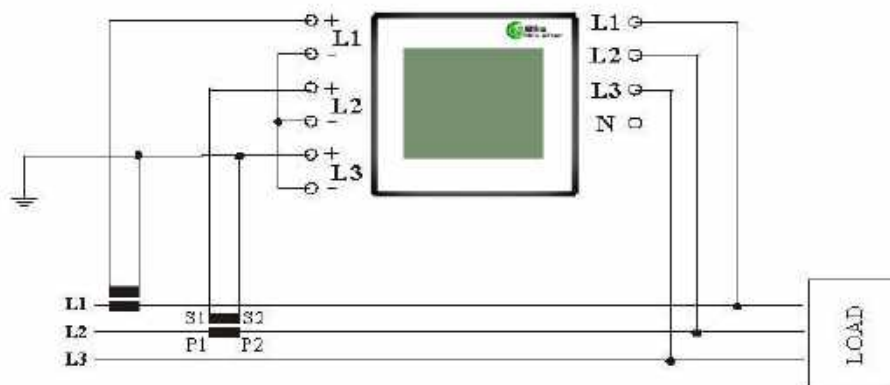 + L1 -
+ L2 -
+ L3 -
L1
L2
L3
N
L1
L2
L3
S1 S2
P1 P2
LOAD